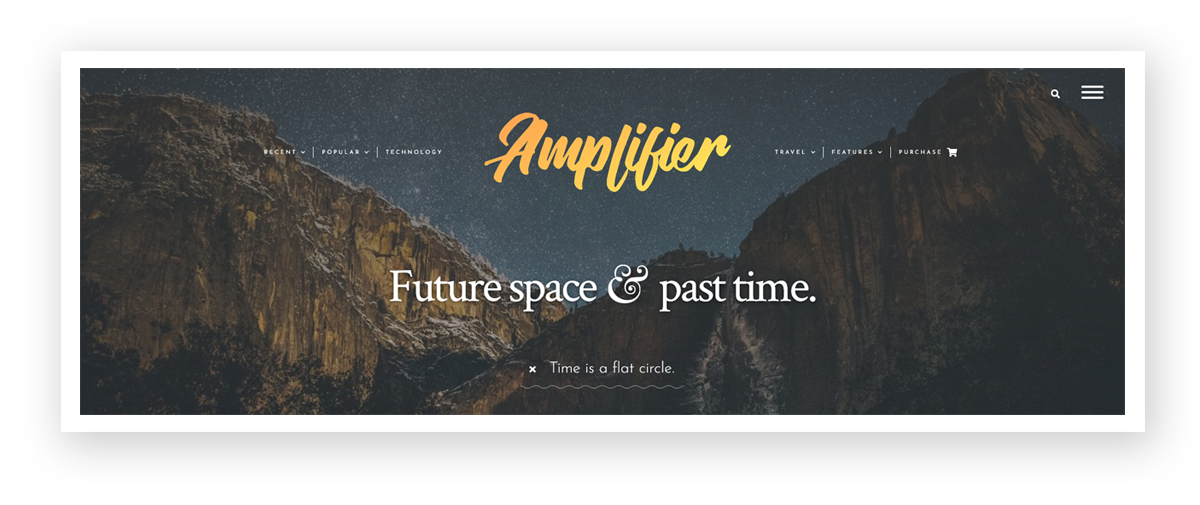 Amplifier
RECENT POPULAR TECHNOLOGY
TRAVEL FEATURES PURCHASE
Future space & past time.
× Time is a flat circle.